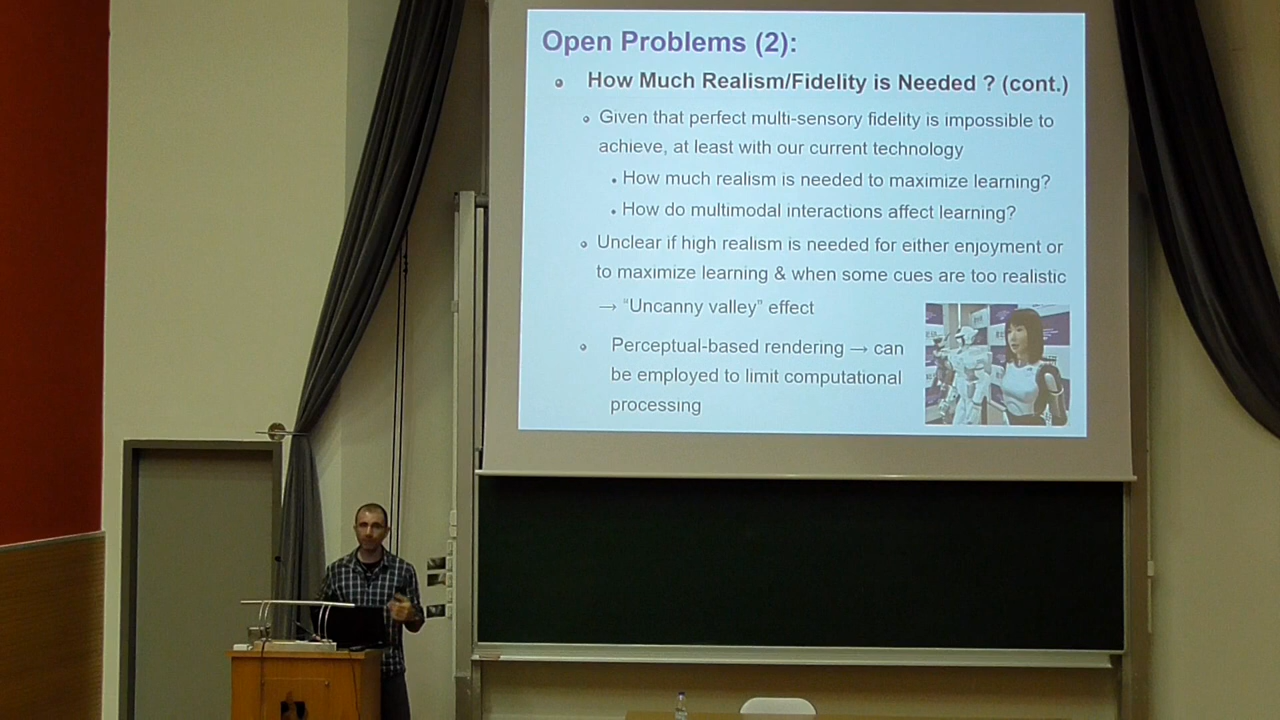 Open Problems (2):
How Much Realism/Fidelity is Needed ? (cont.)
Given that perfect multi-sensory fidelity is impossible to
achieve, at least with our current technology
How much realism is needed to maximize learning?
How do multimodal interactions affect learning?
Unclear if high realism is needed for either enjoyment or
to maximize learning & when some cues are too realistic
→ “Uncanny valley” effect
Perceptual-based rendering → can
be employed to limit computational
processing